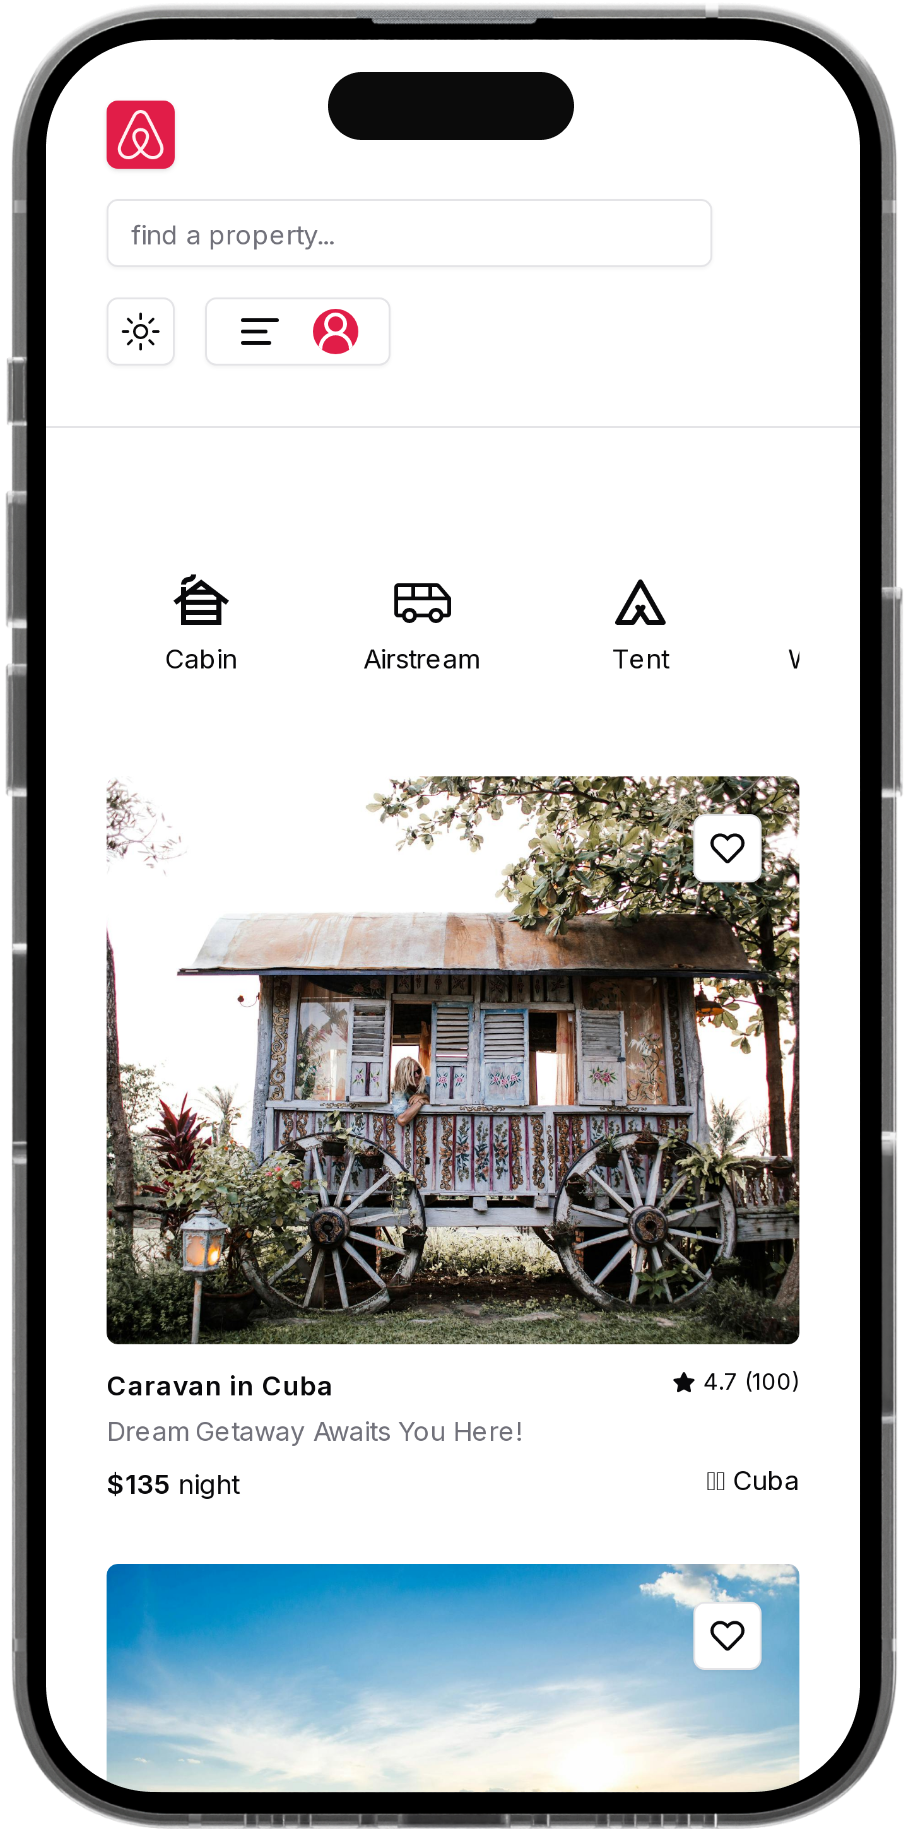 find a property...
Cabin
Airstream
Tent
Caravan in Cuba
★ 4.7 (100)
Dream Getaway Awaits You Here!
$135 night
Cuba